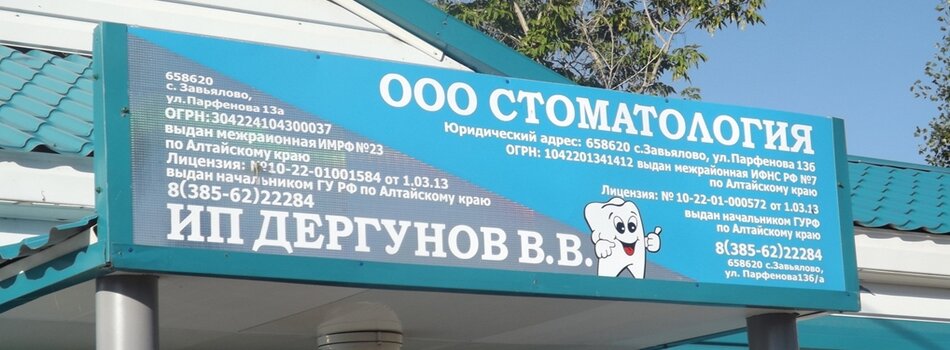 658620
с. Завьялово,
ул.Парфенова 13а
ОГРН:304224104300037
выдан межрайонная ИМРФ №23
по Алтайскому краю
Лицензия: №10-22-01001584 от 1.03.13
выдан начальником ГУ РФ по Алтайскому краю
8(385-62)22284
ИП ДЕРГУНОВ В.В.
ООО СТОМАТОЛОГИЯ
Юридический адрес: 658620 с.Завьялово, ул.Парфенова 13б
ОГРН: 1042201341412 выдан межрайонная ИФНС РФ №7
по Алтайскому краю
Лицензия: № 10-22-01-000572 от 1.03.13
выдан начальником ГУРФ
по Алтайскому краю
8(385-62)22284
658620 с.Завьялово,
ул. Парфенова13б/а